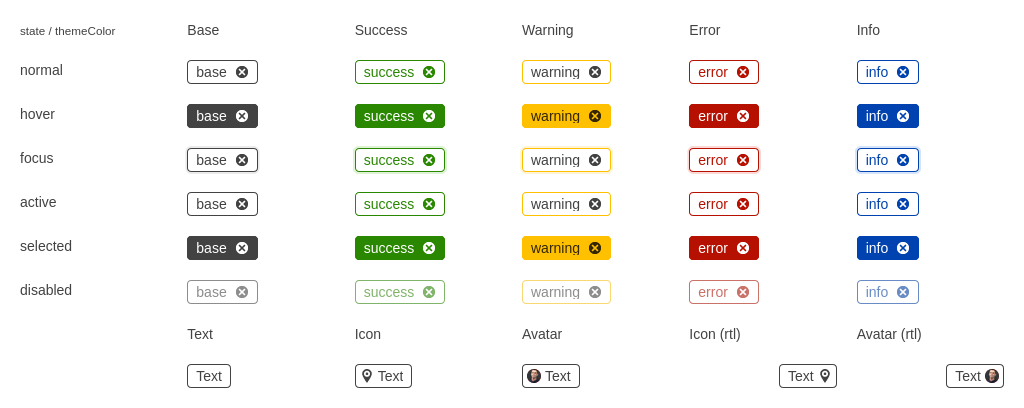 state / themeColor Base Success Warning Error Info
normal base success warning error info
hover base success warning error info
focus base success warning error info
active base success warning error info
selected base success warning error info
disabled base success warning error info
Text Icon Avatar Icon (rtl) Avatar (rtl)
Text Text Text Text Text